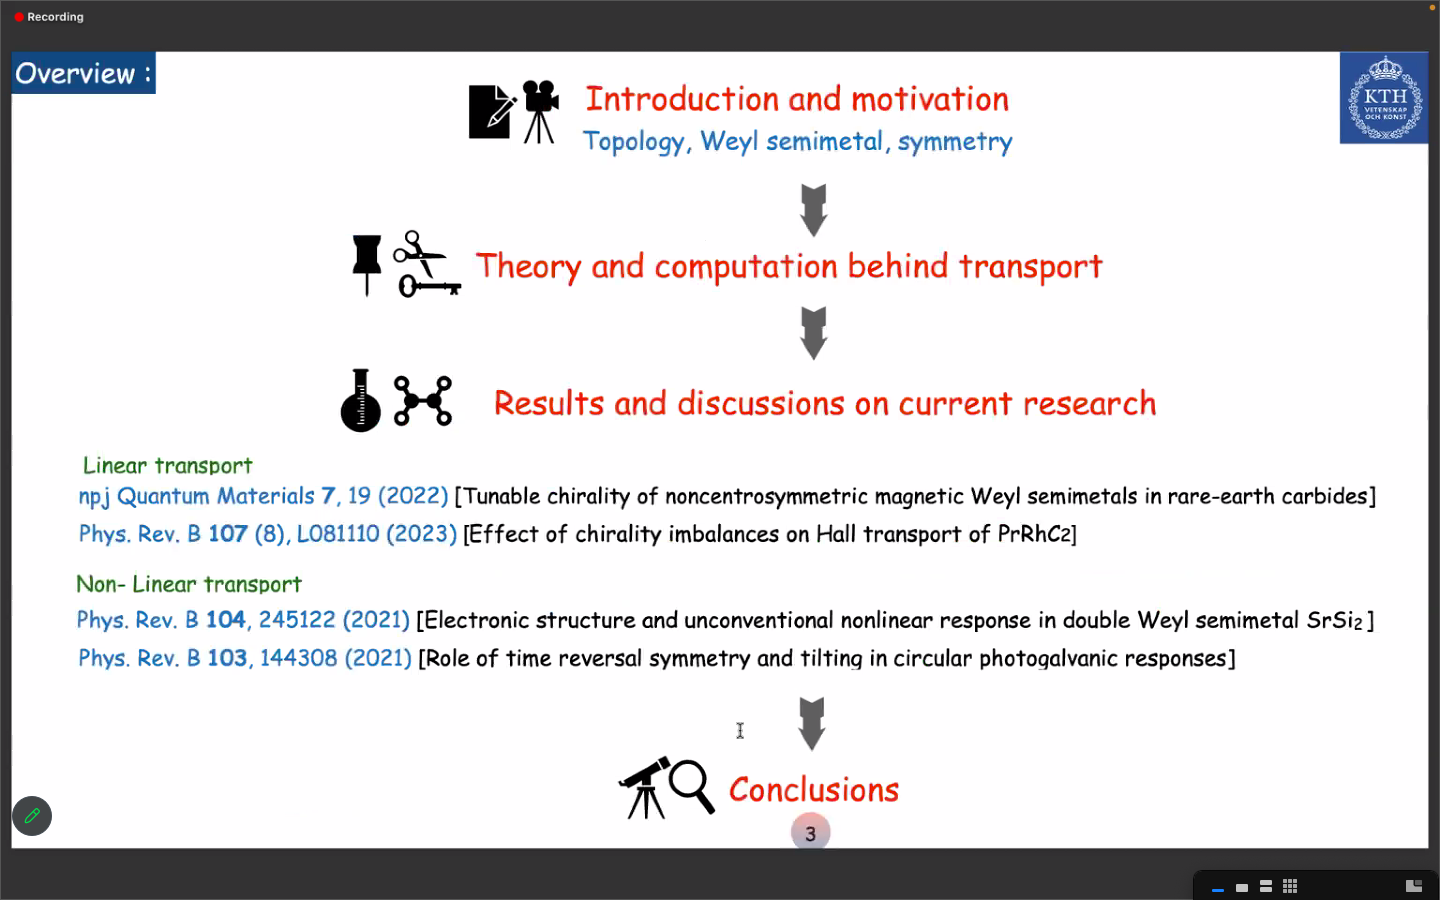 Recording
Overview :
Introduction and motivation
KTH
VETENSKAP
OCH KONST
Topology, Weyl semimetal, symmetry
Theory and computation behind transport
Results and discussions on current research
Linear transport
npj Quantum Materials 7, 19 (2022) [Tunable chirality of noncentrosymmetric magnetic Weyl semimetals in rare-earth carbides]
Phys. Rev. B 107 (8), L081110 (2023) [Effect of chirality imbalances on Hall transport of PrRhC2]
Non- Linear transport
Phys. Rev. B 104, 245122 (2021) [Electronic structure and unconventional nonlinear response in double Weyl semimetal SrSi2 ]
Phys. Rev. B 103, 144308 (2021) [Role of time reversal symmetry and tilting in circular photogalvanic responses]
Conclusions
3